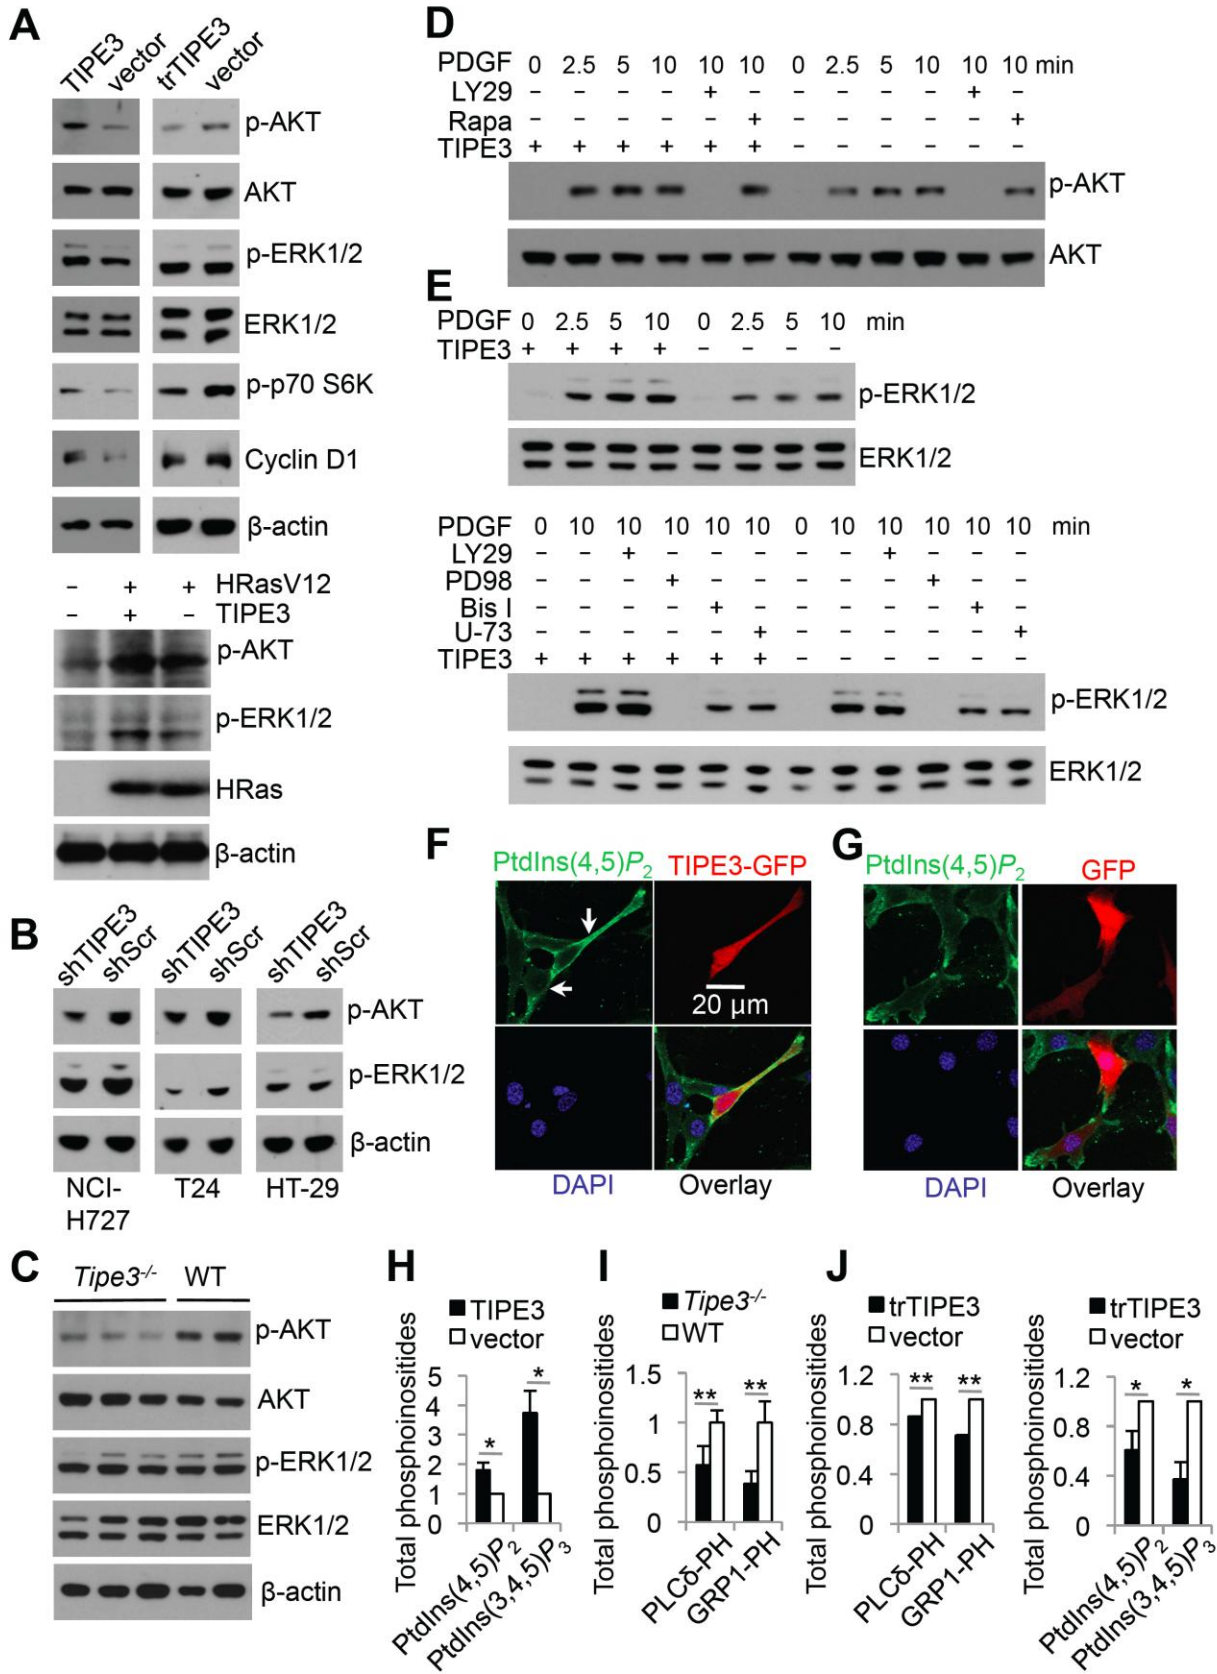 A
TIPE3 vector trTIPE3 vector
p-AKT
AKT
p-ERK1/2
ERK1/2
p-p70 S6K
Cyclin D1
β-actin
– + + HRasV12
– + – TIPE3
p-AKT
p-ERK1/2
HRas
β-actin
B
shTIPE3 shScr shTIPE3 shScr shTIPE3 shScr
p-AKT
p-ERK1/2
β-actin
NCI-H727 T24 HT-29
C
Tipe3-/- WT
p-AKT
AKT
p-ERK1/2
ERK1/2
β-actin
D
PDGF 0 2.5 5 10 10 10 0 2.5 5 10 10 10 min
LY29 – – – – + – – – – – + –
Rapa – – – – – + – – – – – +
TIPE3 + + + + + + – – – – – –
p-AKT
AKT
E
PDGF 0 2.5 5 10 0 2.5 5 10 min
TIPE3 + + + + – – – –
p-ERK1/2
ERK1/2
PDGF 0 10 10 10 10 10 0 10 10 10 10 10 min
LY29 – – + – – – – – + – – –
PD98 – – – + – – – – – + – –
Bis I – – – – + – – – – – + –
U-73 – – – – – + – – – – – +
TIPE3 + + + + + + – – – – – –
p-ERK1/2
ERK1/2
F
PtdIns(4,5)P2 TIPE3-GFP
20 μm
DAPI Overlay
G
PtdIns(4,5)P2 GFP
DAPI Overlay
H
TIPE3
vector
Total phosphoinositides
5
4
3
2
1
0
* *
PtdIns(4,5)P2
PtdIns(3,4,5)P3
I
Tipe3-/-
WT
Total phosphoinositides
1.5
1
0.5
0
** **
PLCδ-PH
GRP1-PH
J
trTIPE3
vector
Total phosphoinositides
1.2
0.8
0.4
0
** **
PLCδ-PH
GRP1-PH
trTIPE3
vector
Total phosphoinositides
1.2
0.8
0.4
0
* *
PtdIns(4,5)P2
PtdIns(3,4,5)P3